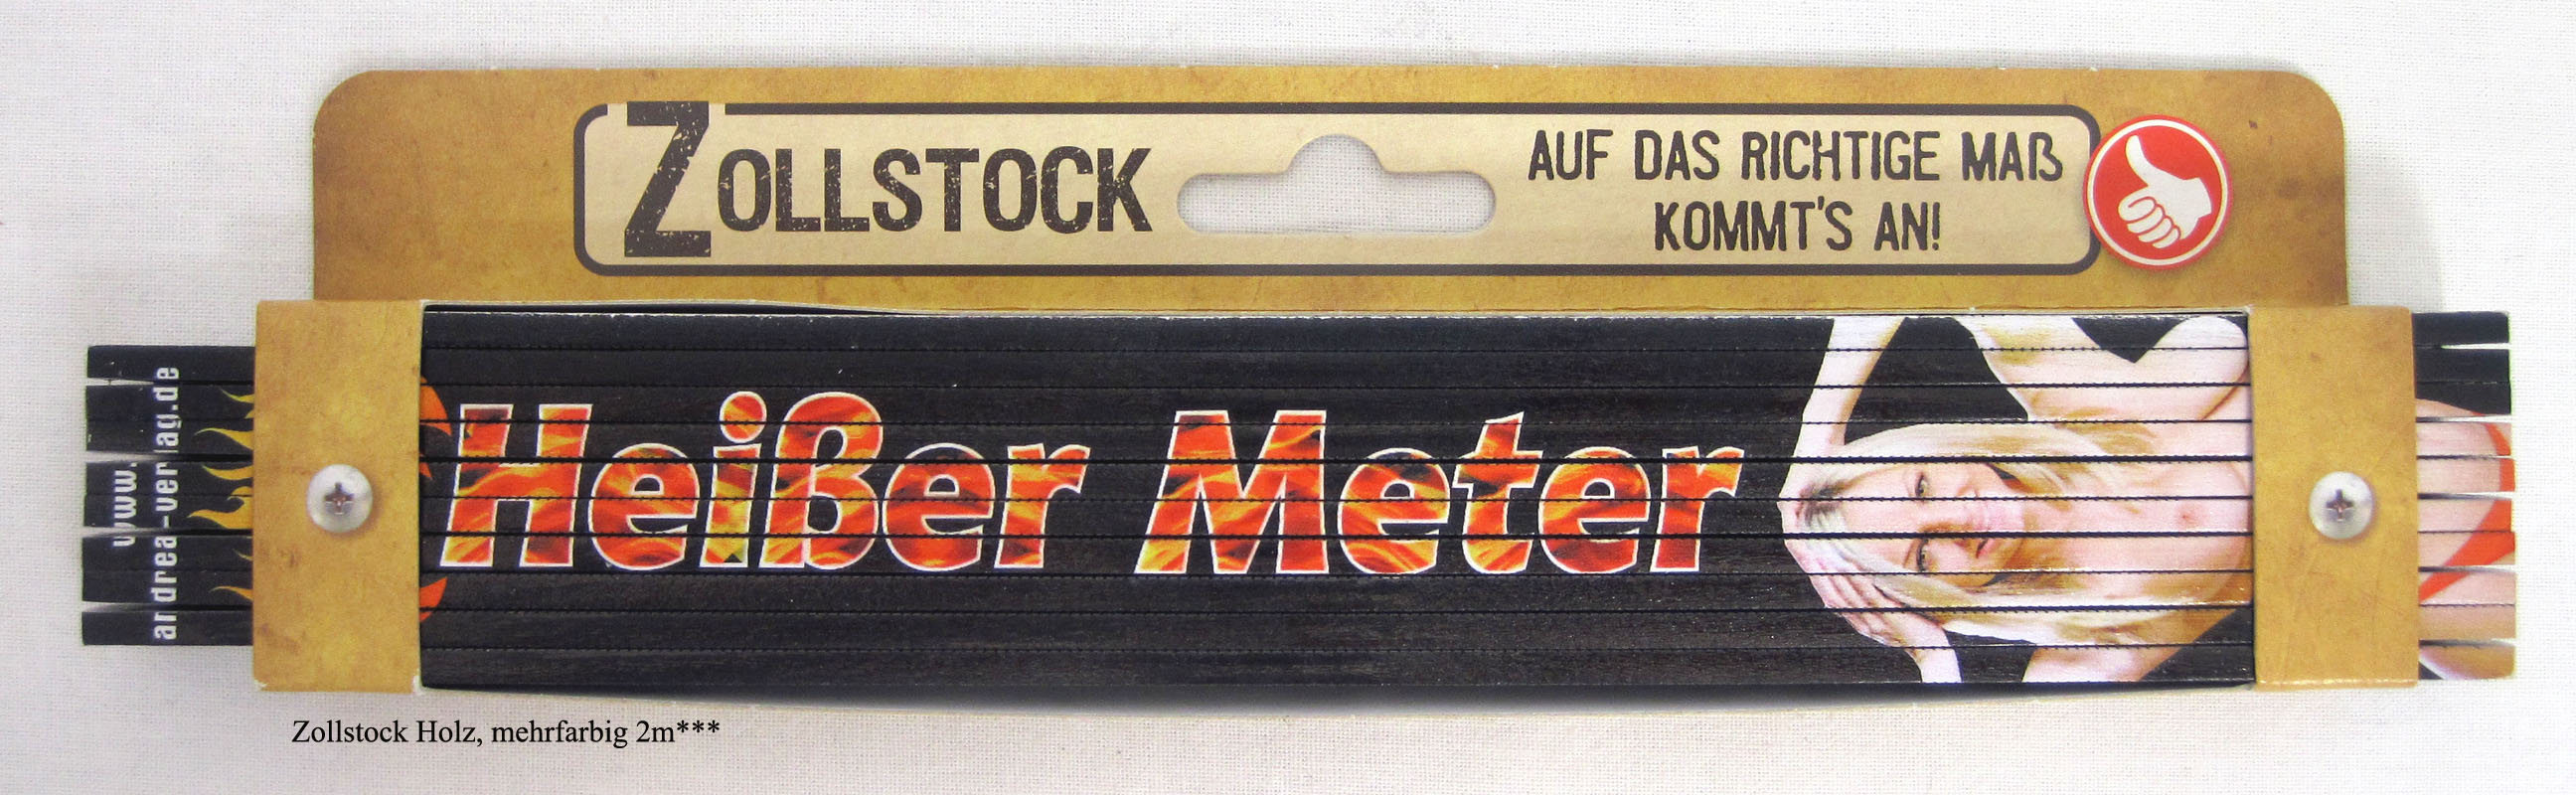 ZOLLSTOCK
AUF DAS RICHTIGE MAß
KOMMT'S AN!
Heißer Meter
www.
andrea-verlag.de
Zollstock Holz, mehrfarbig 2m***